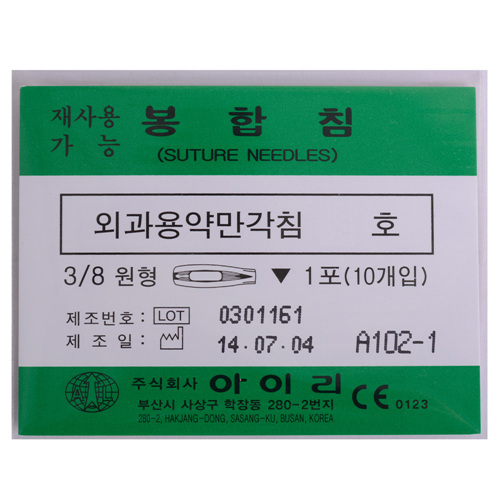 재사용 봉 합 침
가 능 (SUTURE NEEDLES)
외과용약만각침 호
3/8 원형 ▼ 1포(10개입)
제조번호 : LOT 0301161
제 조 일 : 14.07.04 A102-1
주식회사 아이리
부산시 사상구 학장동 280-2번지 CE 0123
280-2, HAKJANG-DONG, SASANG-KU, BUSAN, KOREA